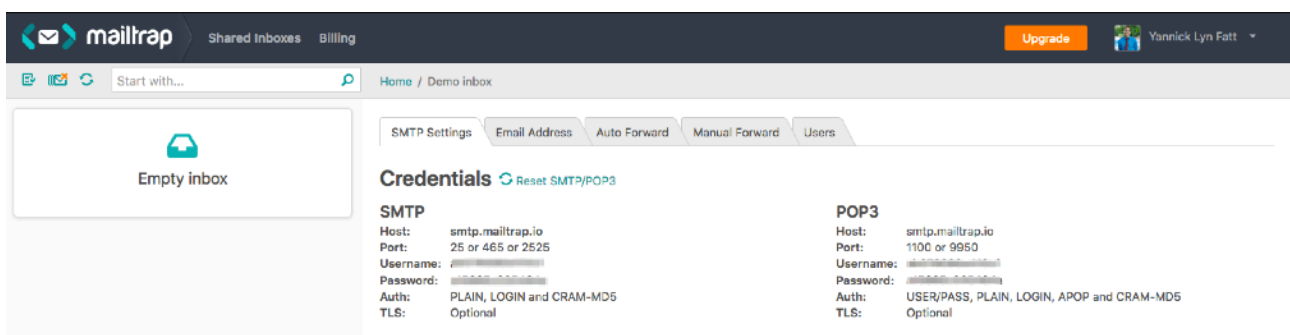 mailtrap Shared Inboxes Billing Upgrade Yannick Lyn Fatt
Start with... Home / Demo inbox
SMTP Settings Email Address Auto Forward Manual Forward Users
Empty inbox
Credentials Reset SMTP/POP3
SMTP
Host: smtp.mailtrap.io
Port: 25 or 465 or 2525
Username:
Password:
Auth: PLAIN, LOGIN and CRAM-MD5
TLS: Optional
POP3
Host: smtp.mailtrap.io
Port: 1100 or 9950
Username:
Password:
Auth: USER/PASS, PLAIN, LOGIN, APOP and CRAM-MD5
TLS: Optional